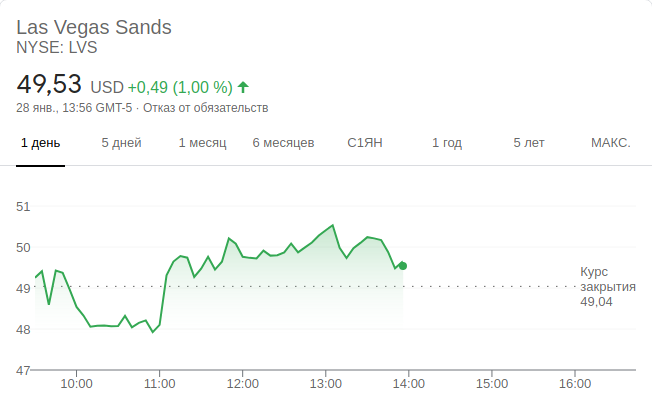 Las Vegas Sands
NYSE: LVS
49,53 USD +0,49 (1,00 %)
28 янв., 13:56 GMT-5 · Отказ от обязательств
1 день 5 дней 1 месяц 6 месяцев С1ЯН 1 год 5 лет МАКС.
51
50
49
48
47
Курс
закрытия
49,04
10:00 11:00 12:00 13:00 14:00 15:00 16:00